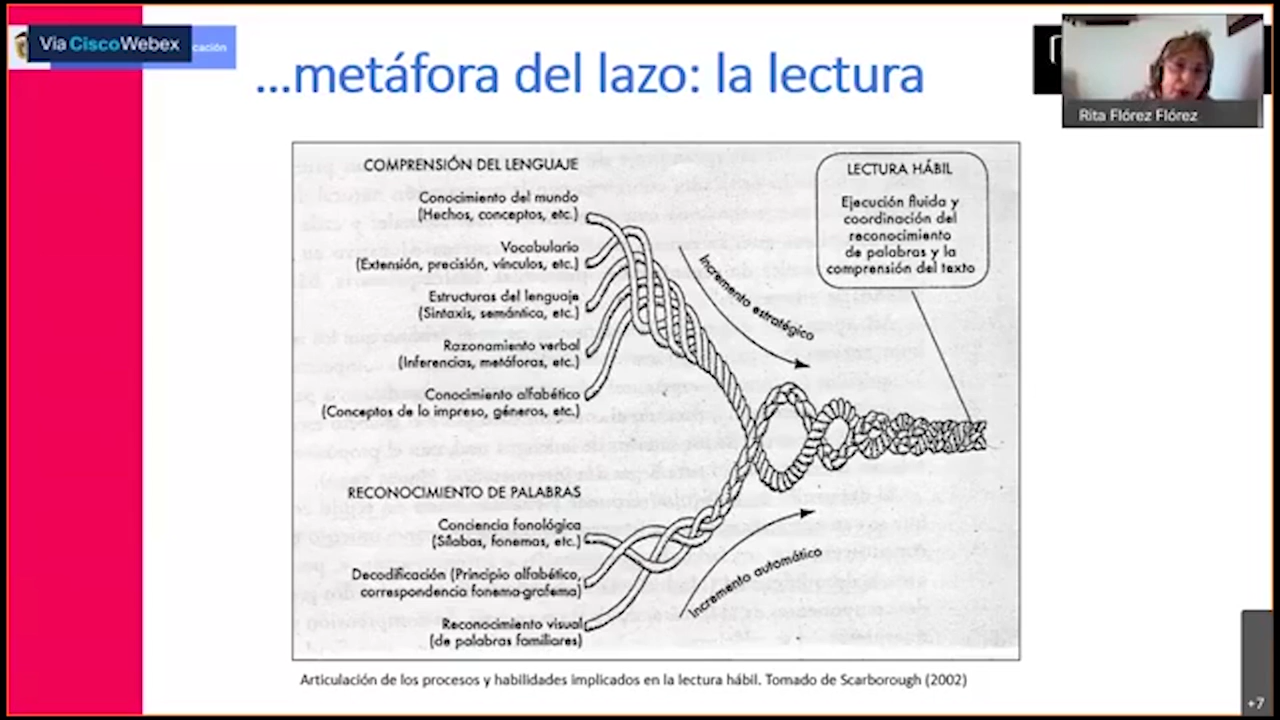 Via CiscoWebex
cación
...metáfora del lazo: la lectura
Rita Flórez Flórez
COMPRENSIÓN DEL LENGUAJE
Conocimiento del mundo
(Hechos, conceptos, etc.)
Vocabulario
(Extensión, precisión, vínculos, etc.)
Estructuras del lenguaje
(Sintaxis, semántica, etc.)
Razonamiento verbal
(Inferencias, metáforas, etc.)
Conocimiento alfabético
(Conceptos de lo impreso, géneros, etc.)
Incremento estratégico
LECTURA HÁBIL
Ejecución fluida y
coordinación del
reconocimiento
de palabras y la
comprensión del texto
RECONOCIMIENTO DE PALABRAS
Conciencia fonológica
(Sílabas, fonemas, etc.)
Decodificación (Principio alfabético,
correspondencia fonema-grafema)
Reconocimiento visual
(de palabras familiares)
Incremento automático
Articulación de los procesos y habilidades implicados en la lectura hábil. Tomado de Scarborough (2002)
+7